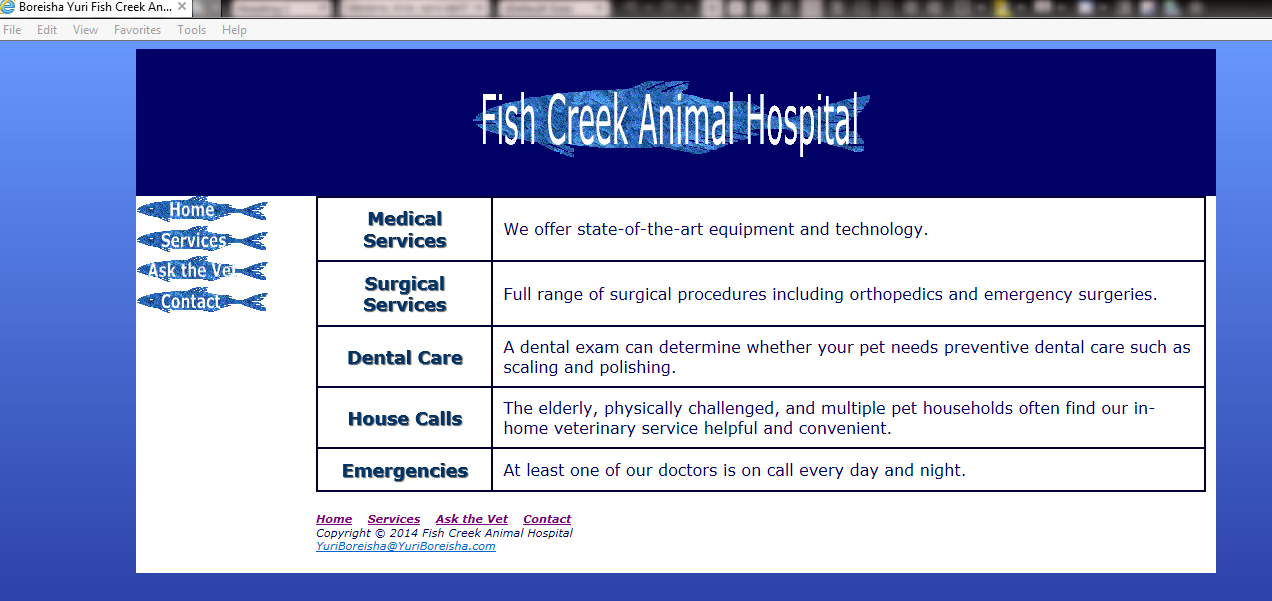 Boreisha Yuri Fish Creek An...
File Edit View Favorites Tools Help
Fish Creek Animal Hospital
Home
Services
Ask the Vet
Contact
Medical
Services
We offer state-of-the-art equipment and technology.
Surgical
Services
Full range of surgical procedures including orthopedics and emergency surgeries.
Dental Care
A dental exam can determine whether your pet needs preventive dental care such as
scaling and polishing.
House Calls
The elderly, physically challenged, and multiple pet households often find our in-
home veterinary service helpful and convenient.
Emergencies
At least one of our doctors is on call every day and night.
Home Services Ask the Vet Contact
Copyright © 2014 Fish Creek Animal Hospital
YuriBoreisha@YuriBoreisha.com